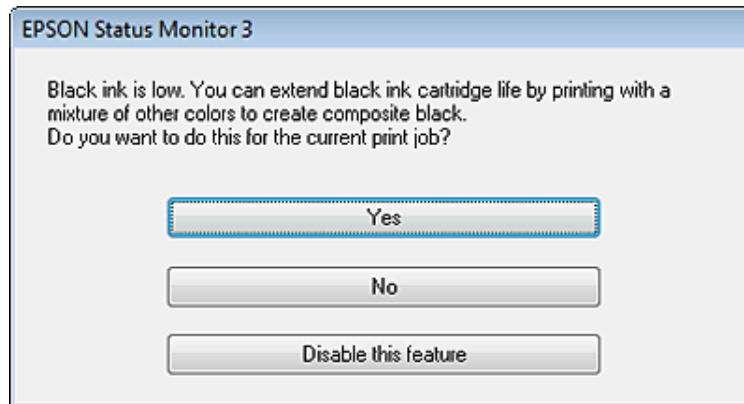 EPSON Status Monitor 3
Black ink is low. You can extend black ink cartridge life by printing with a
mixture of other colors to create composite black.
Do you want to do this for the current print job?
Yes
No
Disable this feature